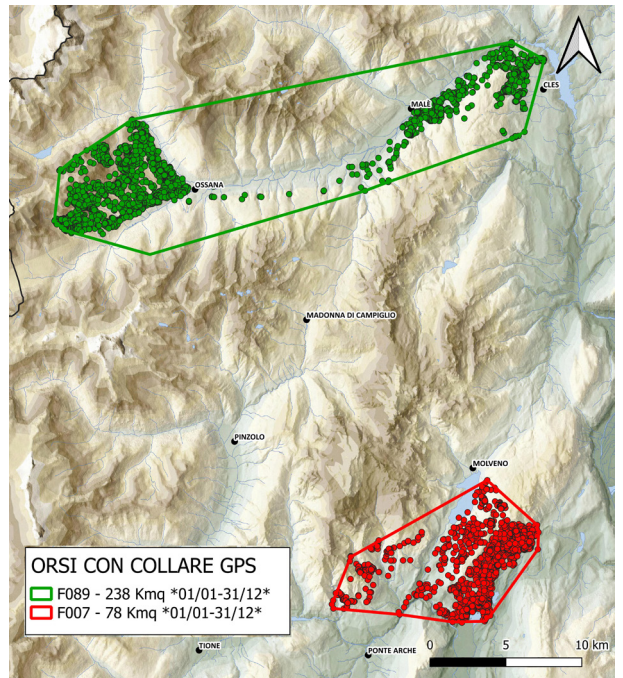 CLES
MALÈ
OSSANA
MADONNA DI CAMPIGLIO
PINZOLO
MOLVENO
ORSI CON COLLARE GPS
F089 - 238 Kmq *01/01-31/12*
F007 - 78 Kmq *01/01-31/12*
TIONE
PONTE ARCHE
0 5 10 km